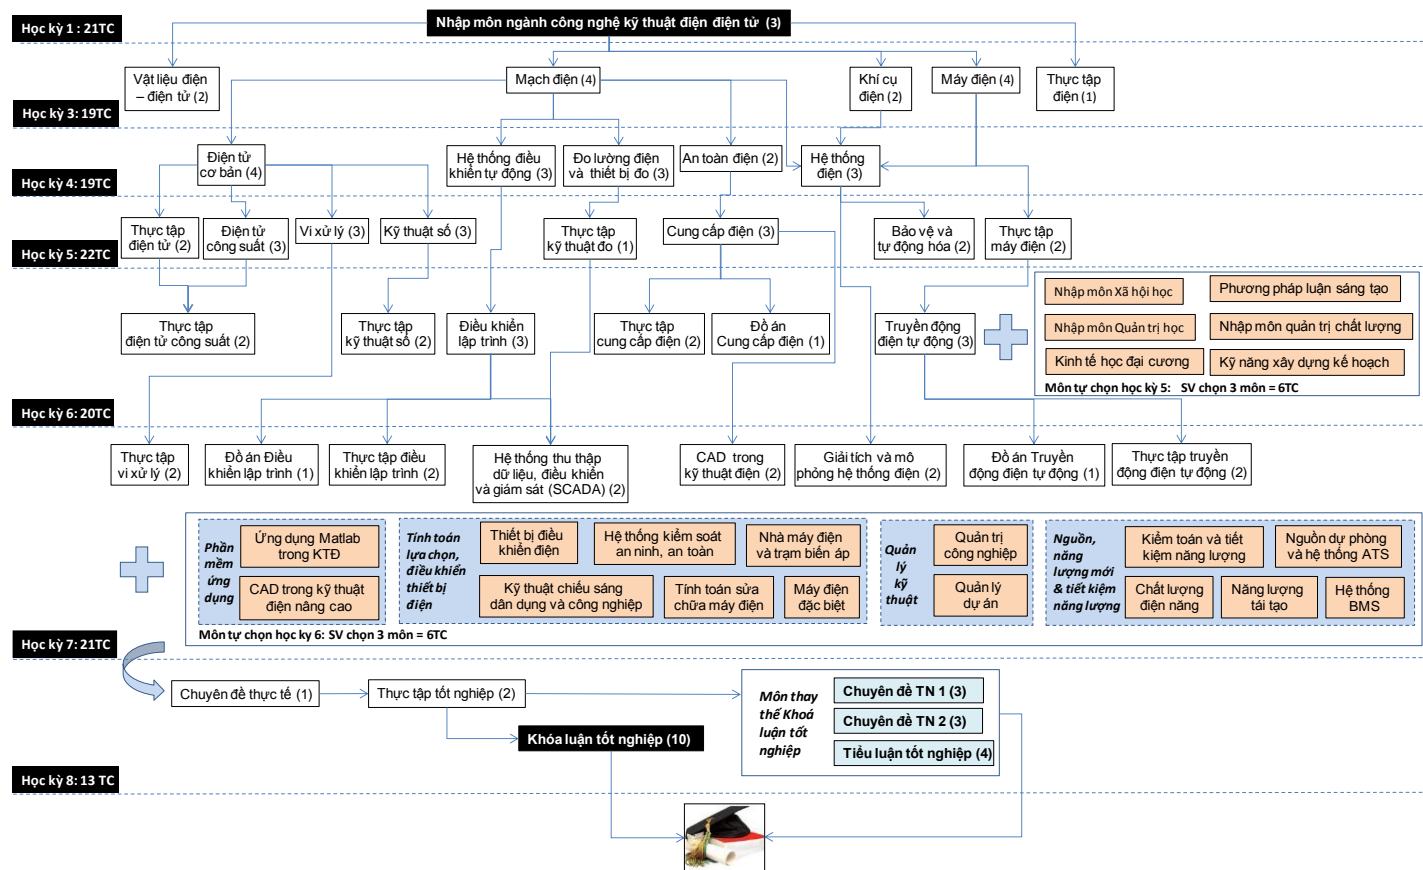 Nhập môn ngành công nghệ kỹ thuật điện điện tử (3)
Học kỳ 1 : 21TC
Vật liệu điện
– điện tử (2)
Mạch điện (4)
Khí cụ
điện (2)
Máy điện (4)
Thực tập
điện (1)
Học kỳ 3: 19TC
Điện tử
cơ bản (4)
Hệ thống điều
khiển tự động (3)
Đo lường điện
và thiết bị đo (3)
An toàn điện (2)
Hệ thống
điện (3)
Học kỳ 4: 19TC
Thực tập
điện tử (2)
Điện tử
công suất (3)
Vi xử lý (3)
Kỹ thuật số (3)
Thực tập
kỹ thuật đo (1)
Cung cấp điện (3)
Bảo vệ và
tự động hóa (2)
Thực tập
máy điện (2)
Học kỳ 5: 22TC
Thực tập
điện tử công suất (2)
Thực tập
kỹ thuật số (2)
Điều khiển
lập trình (3)
Thực tập
cung cấp điện (2)
Đồ án
Cung cấp điện (1)
Truyền động
điện tự động (3)
Nhập môn Xã hội học
Phương pháp luận sáng tạo
Nhập môn Quản trị học
Nhập môn quản trị chất lượng
Kinh tế học đại cương
Kỹ năng xây dựng kế hoạch
Môn tự chọn học kỳ 5: SV chọn 3 môn = 6TC
Học kỳ 6: 20TC
Thực tập
vi xử lý (2)
Đồ án Điều
khiển lập trình (1)
Thực tập điều
khiển lập trình (2)
Hệ thống thu thập
dữ liệu, điều khiển
và giám sát (SCADA) (2)
CAD trong
kỹ thuật điện (2)
Giải tích và mô
phỏng hệ thống điện (2)
Đồ án Truyền
động điện tự động (1)
Thực tập truyền
động điện tự động (2)
Phần
mềm
ứng
dụng
Ứng dụng Matlab
trong KTĐ
CAD trong kỹ thuật
điện nâng cao
Tính toán
lựa chọn,
điều khiển
thiết bị
điện
Thiết bị điều
khiển điện
Hệ thống kiểm soát
an ninh, an toàn
Nhà máy điện
và trạm biến áp
Kỹ thuật chiếu sáng
dân dụng và công nghiệp
Tính toán sửa
chữa máy điện
Máy điện
đặc biệt
Quản
lý
kỹ
thuật
Quản trị
công nghiệp
Quản lý
dự án
Nguồn,
năng
lượng mới
& tiết kiệm
năng lượng
Kiểm toán và tiết
kiệm năng lượng
Nguồn dự phòng
và hệ thống ATS
Chất lượng
điện năng
Năng lượng
tái tạo
Hệ thống
BMS
Môn tự chọn học ky 6: SV chọn 3 môn = 6TC
Học kỳ 7: 21TC
Chuyên đề thực tế (1)
Thực tập tốt nghiệp (2)
Khóa luận tốt nghiệp (10)
Môn thay
thế Khoá
luận tốt
nghiệp
Chuyên đề TN 1 (3)
Chuyên đề TN 2 (3)
Tiểu luận tốt nghiệp (4)
Học kỳ 8: 13 TC